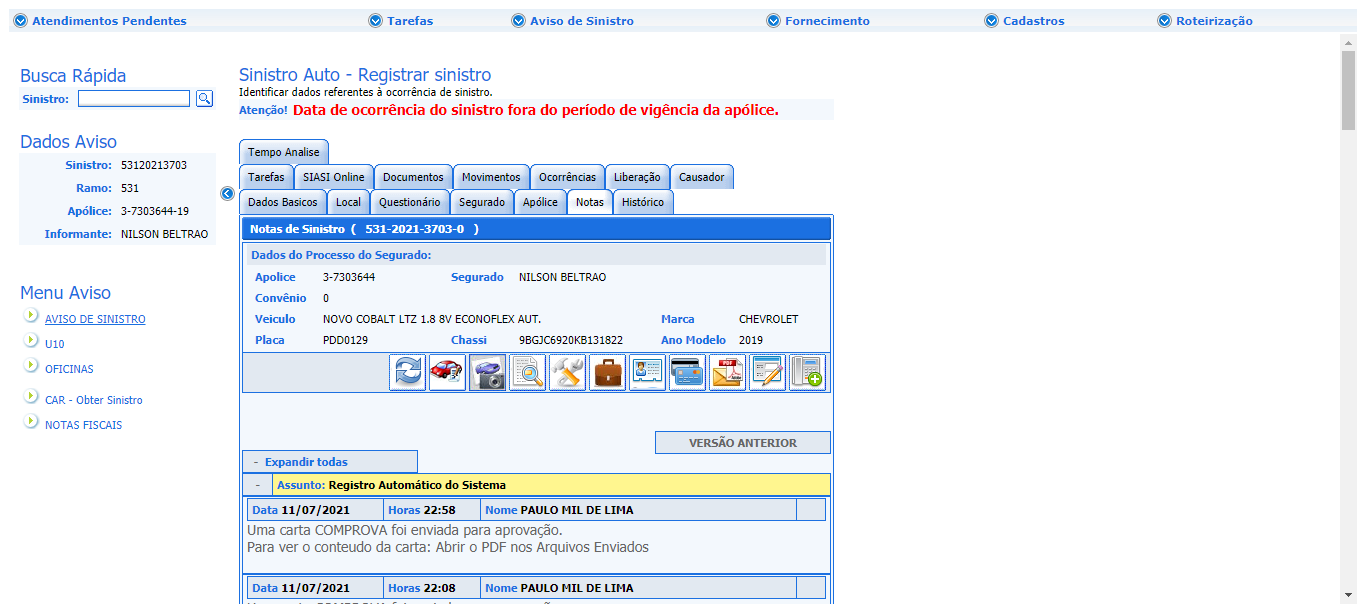 Atendimentos Pendentes Tarefas Aviso de Sinistro Fornecimento Cadastros Roteirização
Busca Rápida
Sinistro:
Dados Aviso
Sinistro: 53120213703
Ramo: 531
Apólice: 3-7303644-19
Informante: NILSON BELTRAO
Menu Aviso
AVISO DE SINISTRO
U10
OFICINAS
CAR - Obter Sinistro
NOTAS FISCAIS
Sinistro Auto - Registrar sinistro
Identificar dados referentes à ocorrência de sinistro.
Atenção! Data de ocorrência do sinistro fora do período de vigência da apólice.
Tempo Analise
Tarefas SIASI Online Documentos Movimentos Ocorrências Liberação Causador
Dados Basicos Local Questionário Segurado Apólice Notas Histórico
Notas de Sinistro ( 531-2021-3703-0 )
Dados do Processo do Segurado:
Apolice 3-7303644 Segurado NILSON BELTRAO
Convênio 0
Veiculo NOVO COBALT LTZ 1.8 8V ECONOFLEX AUT. Marca CHEVROLET
Placa PDD0129 Chassi 9BGJC6920KB131822 Ano Modelo 2019
VERSÃO ANTERIOR
- Expandir todas
- Assunto: Registro Automático do Sistema
Data 11/07/2021 Horas 22:58 Nome PAULO MIL DE LIMA
Uma carta COMPROVA foi enviada para aprovação.
Para ver o conteudo da carta: Abrir o PDF nos Arquivos Enviados
Data 11/07/2021 Horas 22:08 Nome PAULO MIL DE LIMA